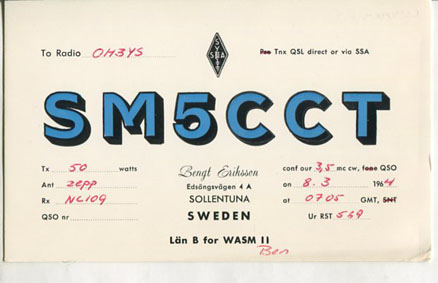 To Radio OH3YS
SSA
Pse Tnx QSL direct or via SSA
SM5CCT
Tx 50 watts
Ant zepp
Rx NC109
QSO nr
Bengt Eriksson
Edsängsvägen 4 A
SOLLENTUNA
SWEDEN
conf our 3,5 mc cw, fone QSO
on 8.3 1964
at 0705 GMT, SNT
Ur RST 569
Län B for WASM II
Ben